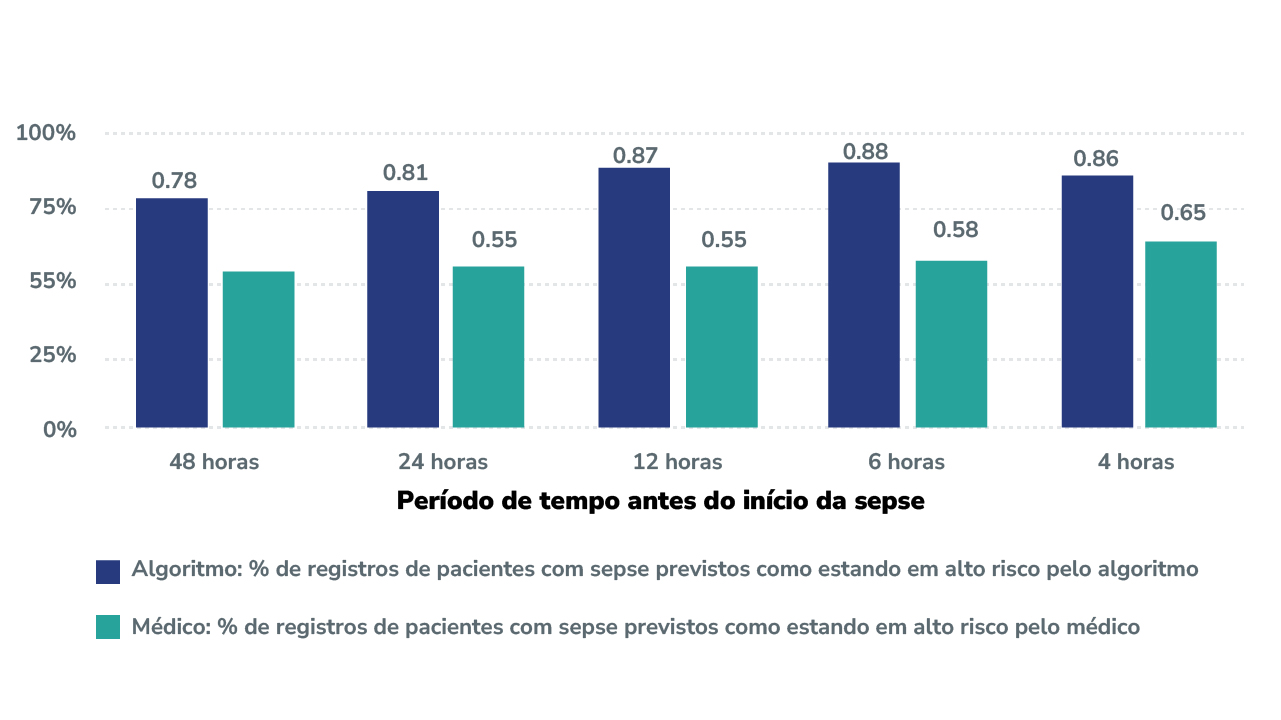 100%
0.87
0.88
0.86
0.78
0.81
75%
0.65
0.55
0.55
0.58
55%
25%
0%
48 horas
24 horas
12 horas
6 horas
4 horas
Período de tempo antes do início da sepse
Algoritmo: % de registros de pacientes com sepse previstos como estando em alto risco pelo algoritmo
Médico: % de registros de pacientes com sepse previstos como estando em alto risco pelo médico